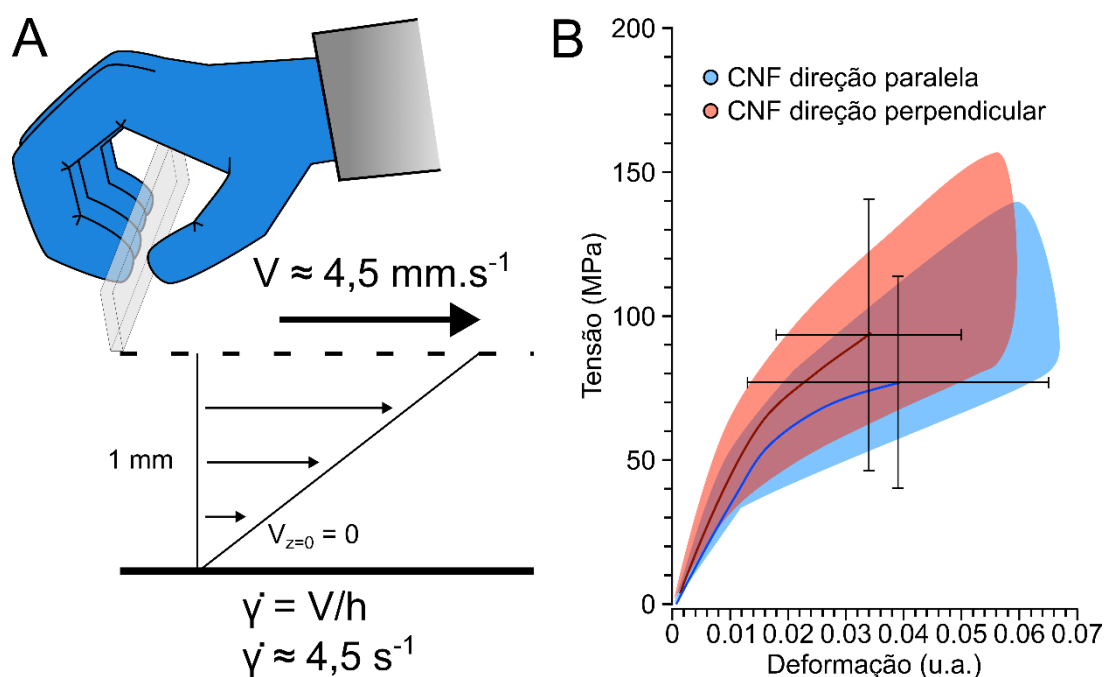 A
V ≈ 4,5 mm.s⁻¹
1 mm
V_z=0 = 0
γ̇ = V/h
γ̇ ≈ 4,5 s⁻¹
B
CNF direção paralela
CNF direção perpendicular
Tensão (MPa)
200
150
100
50
0
0 0.01 0.02 0.03 0.04 0.05 0.06 0.07
Deformação (u.a.)